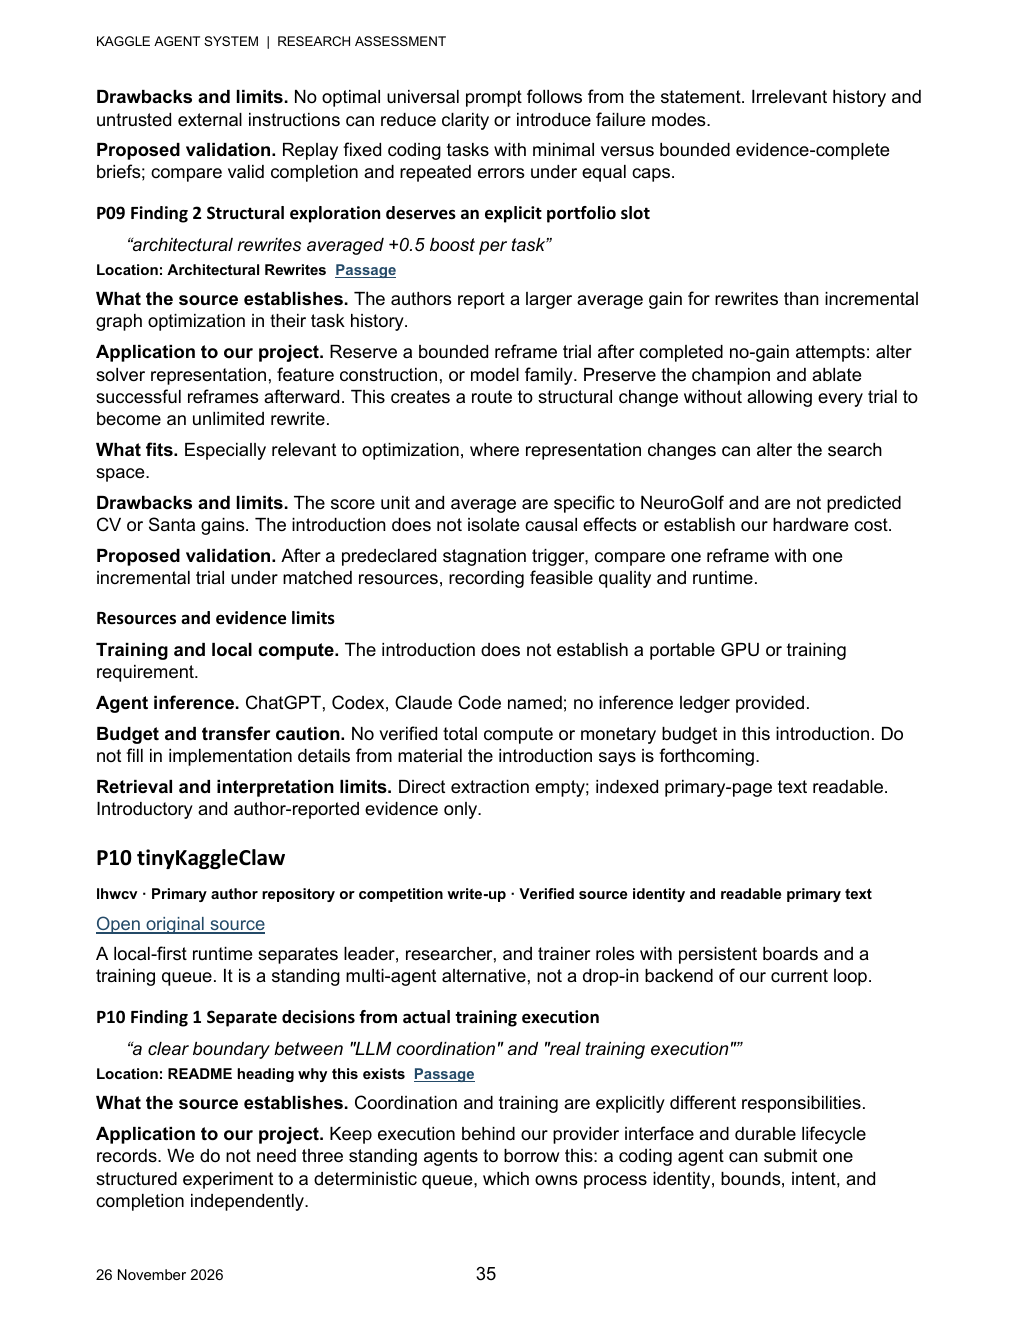 KAGGLE AGENT SYSTEM | RESEARCH ASSESSMENT
Drawbacks and limits. No optimal universal prompt follows from the statement. Irrelevant history and
untrusted external instructions can reduce clarity or introduce failure modes.
Proposed validation. Replay fixed coding tasks with minimal versus bounded evidence-complete
briefs; compare valid completion and repeated errors under equal caps.
P09 Finding 2 Structural exploration deserves an explicit portfolio slot
“architectural rewrites averaged +0.5 boost per task”
Location: Architectural Rewrites Passage
What the source establishes. The authors report a larger average gain for rewrites than incremental
graph optimization in their task history.
Application to our project. Reserve a bounded reframe trial after completed no-gain attempts: alter
solver representation, feature construction, or model family. Preserve the champion and ablate
successful reframes afterward. This creates a route to structural change without allowing every trial to
become an unlimited rewrite.
What fits. Especially relevant to optimization, where representation changes can alter the search
space.
Drawbacks and limits. The score unit and average are specific to NeuroGolf and are not predicted
CV or Santa gains. The introduction does not isolate causal effects or establish our hardware cost.
Proposed validation. After a predeclared stagnation trigger, compare one reframe with one
incremental trial under matched resources, recording feasible quality and runtime.
Resources and evidence limits
Training and local compute. The introduction does not establish a portable GPU or training
requirement.
Agent inference. ChatGPT, Codex, Claude Code named; no inference ledger provided.
Budget and transfer caution. No verified total compute or monetary budget in this introduction. Do
not fill in implementation details from material the introduction says is forthcoming.
Retrieval and interpretation limits. Direct extraction empty; indexed primary-page text readable.
Introductory and author-reported evidence only.
P10 tinyKaggleClaw
lhwcv · Primary author repository or competition write-up · Verified source identity and readable primary text
Open original source
A local-first runtime separates leader, researcher, and trainer roles with persistent boards and a
training queue. It is a standing multi-agent alternative, not a drop-in backend of our current loop.
P10 Finding 1 Separate decisions from actual training execution
“a clear boundary between "LLM coordination" and "real training execution"”
Location: README heading why this exists Passage
What the source establishes. Coordination and training are explicitly different responsibilities.
Application to our project. Keep execution behind our provider interface and durable lifecycle
records. We do not need three standing agents to borrow this: a coding agent can submit one
structured experiment to a deterministic queue, which owns process identity, bounds, intent, and
completion independently.
26 November 2026 35